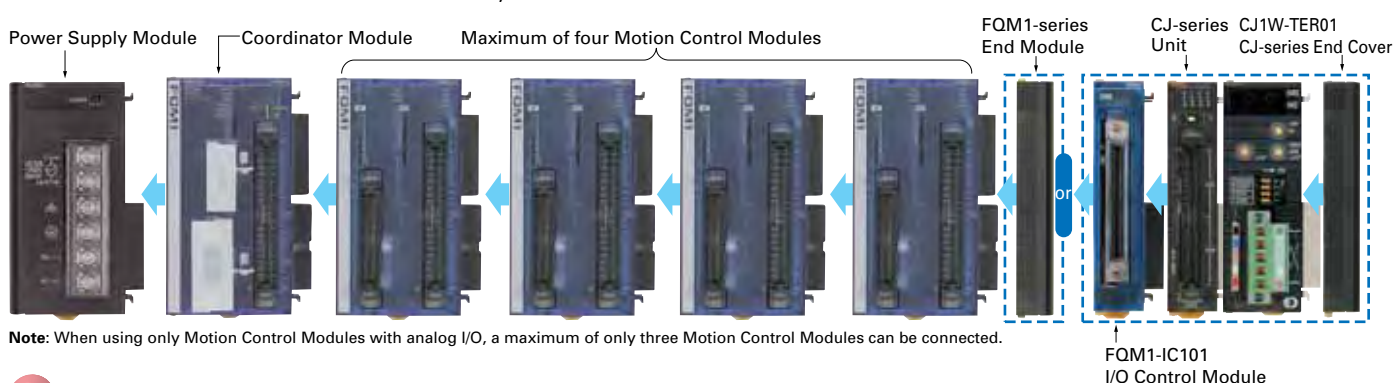 FQM1-series
End Module
CJ-series
Unit
CJ1W-TER01
CJ-series End Cover
Power Supply Module
Coordinator Module
Maximum of four Motion Control Modules
FQM1
FQM1
FQM1
FQM1
FQM1
or
Note: When using only Motion Control Modules with analog I/O, a maximum of only three Motion Control Modules can be connected.
FQM1-IC101
I/O Control Module